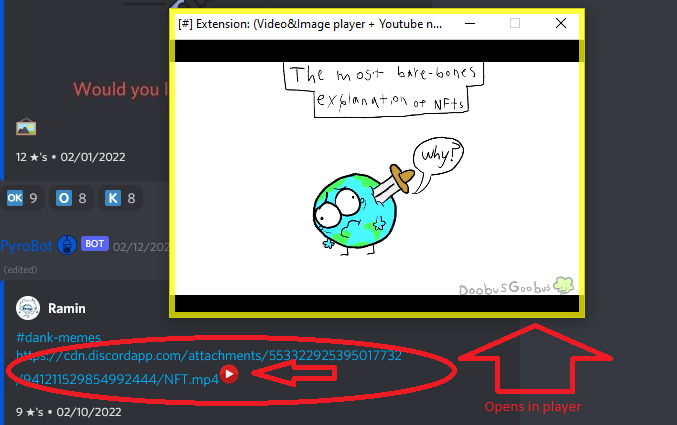 [#] Extension: (Video&Image player + Youtube n...
The most bare-bones
explanation of NFTs
Why?
DoobusGoobus
Would you l
12 ★'s • 02/01/2022
OK 9 O 8 K 8
PyroBot BOT 02/12/202
(edited)
Ramin
#dank-memes
https://cdn.discordapp.com/attachments/553322925395017732
/941211529854992444/NFT.mp4
9 ★'s • 02/10/2022
Opens in player